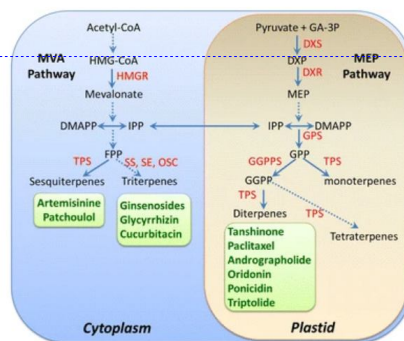 Acetyl-CoA
Pyruvate + GA-3P
DXS
MVA
Pathway
HMG-CoA
DXP
MEP
Pathway
HMGR
DXR
Mevalonate
MEP
DMAPP
IPP
IPP
DMAPP
GPS
FPP
GPP
TPS
SS, SE, OSC
GGPPS
TPS
Sesquiterpenes
Triterpenes
GGPP
monoterpenes
TPS
Artemisinine
Patchoulol
Ginsenosides
Glycyrrhizin
Cucurbitacin
Diterpenes
TPS
Tetraterpenes
Tanshinone
Paclitaxel
Andrographolide
Oridonin
Ponicidin
Triptolide
Cytoplasm
Plastid